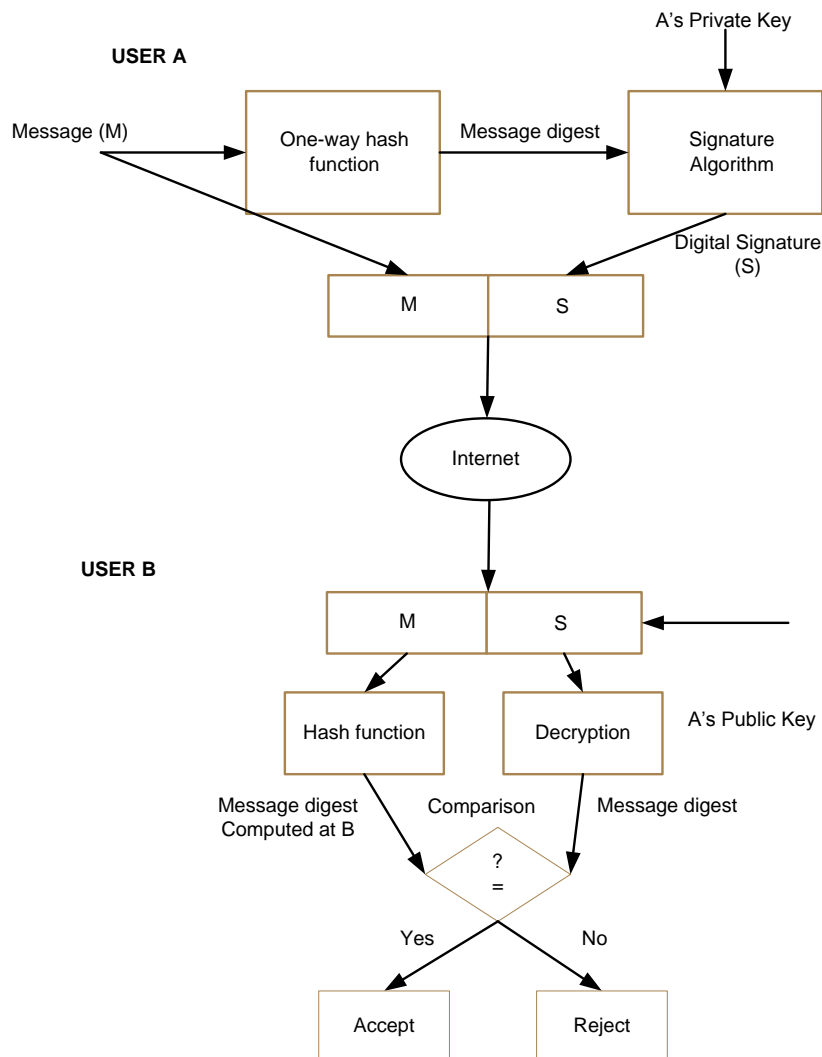 A's Private Key
USER A
Message (M)
One-way hash
function
Message digest
Signature
Algorithm
Digital Signature
(S)
M
S
Internet
USER B
M
S
Hash function
Decryption
A's Public Key
Message digest
Computed at B
Comparison
Message digest
?
=
Yes
No
Accept
Reject